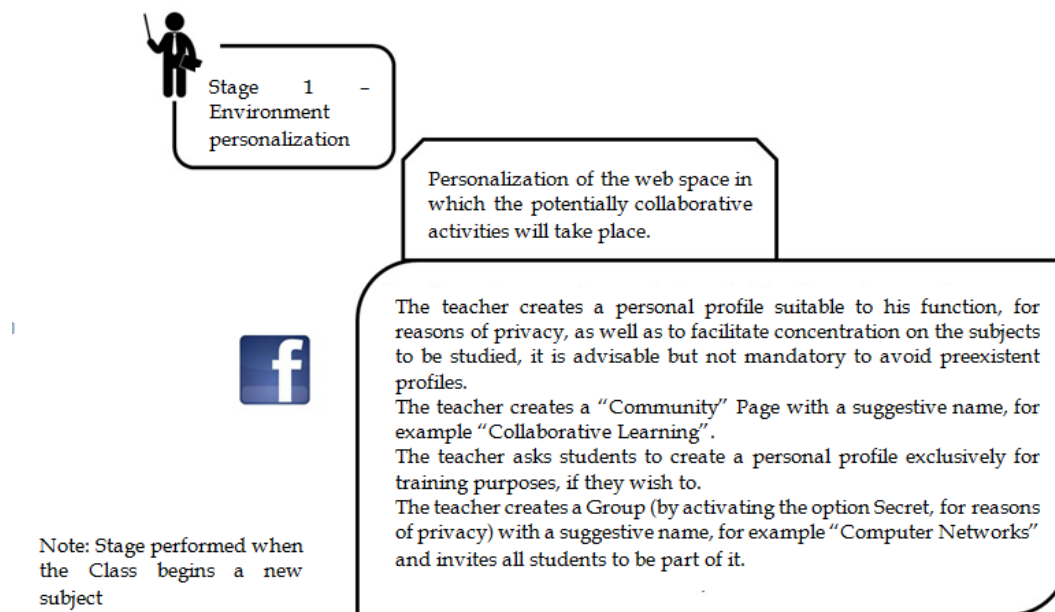 Stage 1 –
Environment
personalization
Personalization of the web space in
which the potentially collaborative
activities will take place.
The teacher creates a personal profile suitable to his function, for
reasons of privacy, as well as to facilitate concentration on the subjects
to be studied, it is advisable but not mandatory to avoid preexistent
profiles.
The teacher creates a “Community” Page with a suggestive name, for
example “Collaborative Learning”.
The teacher asks students to create a personal profile exclusively for
training purposes, if they wish to.
The teacher creates a Group (by activating the option Secret, for reasons
of privacy) with a suggestive name, for example “Computer Networks”
and invites all students to be part of it.
f
Note: Stage performed when
the Class begins a new
subject